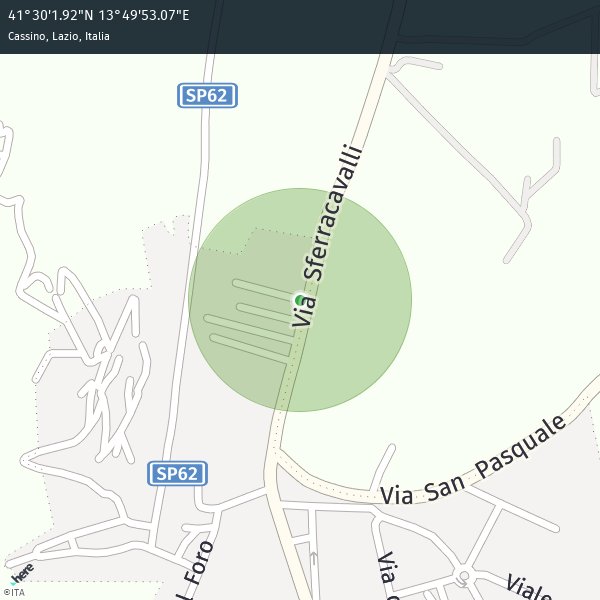 41°30'1.92"N 13°49'53.07"E
Cassino, Lazio, Italia
SP62
Via Sferracavalli
Via San Pasquale
SP62
Foro
Via
Viale
here
©ITA